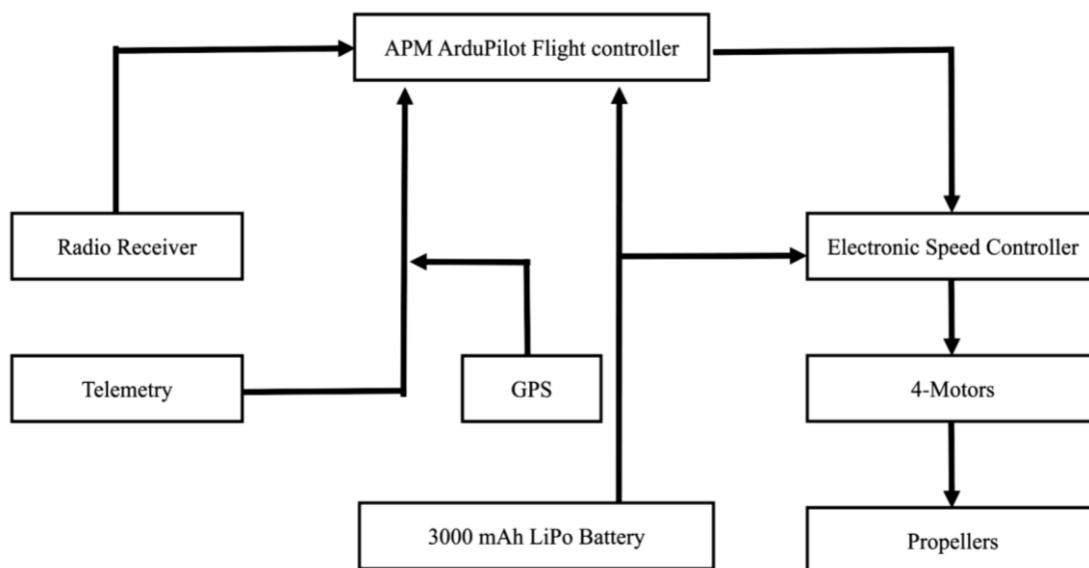 APM ArduPilot Flight controller
Radio Receiver
Electronic Speed Controller
Telemetry
GPS
4-Motors
3000 mAh LiPo Battery
Propellers